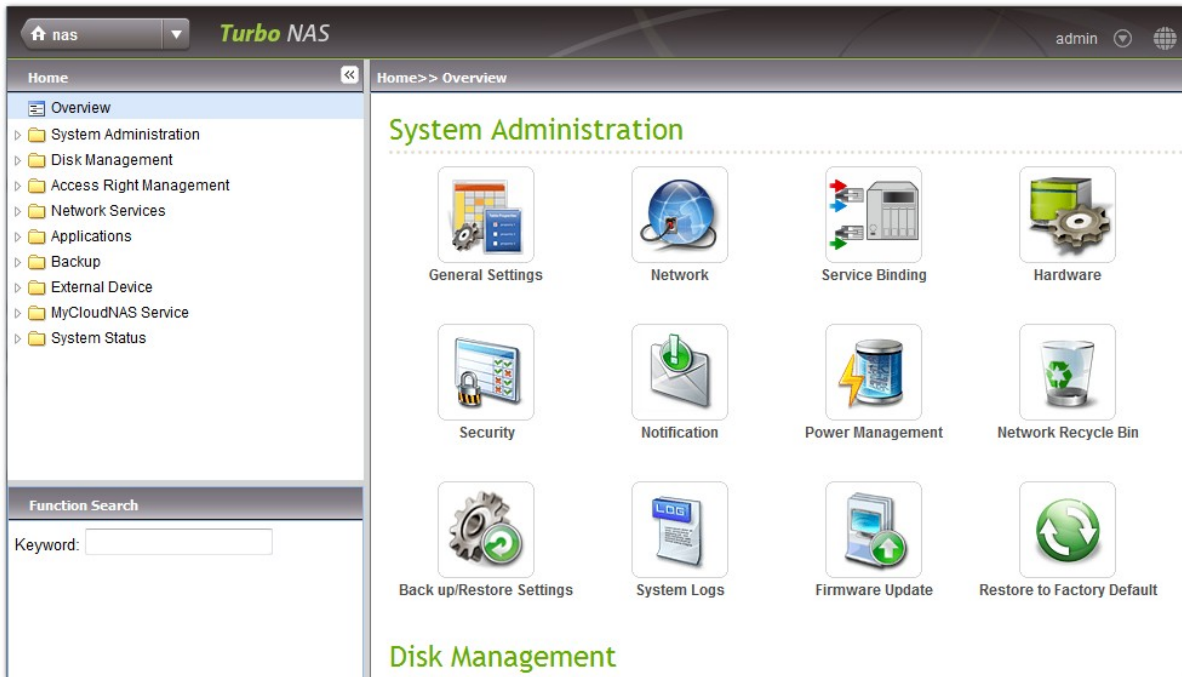 nas
Turbo NAS
admin
Home
Home>> Overview
Overview
System Administration
Disk Management
Access Right Management
Network Services
Applications
Backup
External Device
MyCloudNAS Service
System Status
Function Search
Keyword:
System Administration
General Settings
Network
Service Binding
Hardware
Security
Notification
Power Management
Network Recycle Bin
LOG
Back up/Restore Settings
System Logs
Firmware Update
Restore to Factory Default
Disk Management